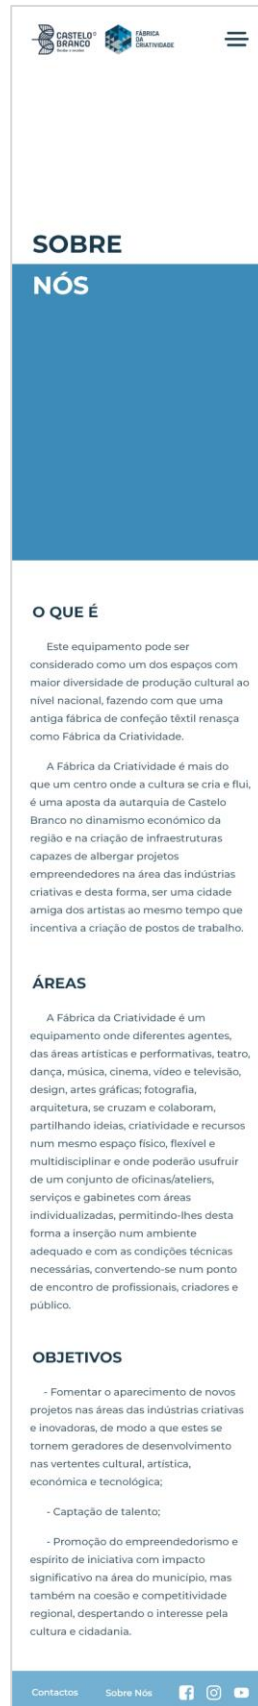 CASTELO
BRANCO
FÁBRICA
DA
CRIATIVIDADE
SOBRE
NÓS
O QUE É
Este equipamento pode ser
considerado como um dos espaços com
maior diversidade de produção cultural ao
nível nacional, fazendo com que uma
antiga fábrica de confeção têxtil renasça
como Fábrica da Criatividade.
A Fábrica da Criatividade é mais do
que um centro onde a cultura se cria e flui,
é uma aposta da autarquia de Castelo
Branco no dinamismo económico da
região e na criação de infraestruturas
capazes de albergar projetos
empreendedores na área das indústrias
criativas e desta forma, ser uma cidade
amiga dos artistas ao mesmo tempo que
incentiva a criação de postos de trabalho.
ÁREAS
A Fábrica da Criatividade é um
equipamento onde diferentes agentes,
das áreas artísticas e performativas, teatro,
dança, música, cinema, vídeo e televisão,
design, artes gráficas; fotografia,
arquitetura, se cruzam e colaboram,
partilhando ideias, criatividade e recursos
num mesmo espaço físico, flexível e
multidisciplinar e onde poderão usufruir
de um conjunto de oficinas/ateliers,
serviços e gabinetes com áreas
individualizadas, permitindo-lhes desta
forma a inserção num ambiente
adequado e com as condições técnicas
necessárias, convertendo-se num ponto
de encontro de profissionais, criadores e
público.
OBJETIVOS
- Fomentar o aparecimento de novos
projetos nas áreas das indústrias criativas
e inovadoras, de modo a que estes se
tornem geradores de desenvolvimento
nas vertentes cultural, artística,
económica e tecnológica;
- Captação de talento;
- Promoção do empreendedorismo e
espírito de iniciativa com impacto
significativo na área do município, mas
também na coesão e competitividade
regional, despertando o interesse pela
cultura e cidadania.
Contactos Sobre Nós